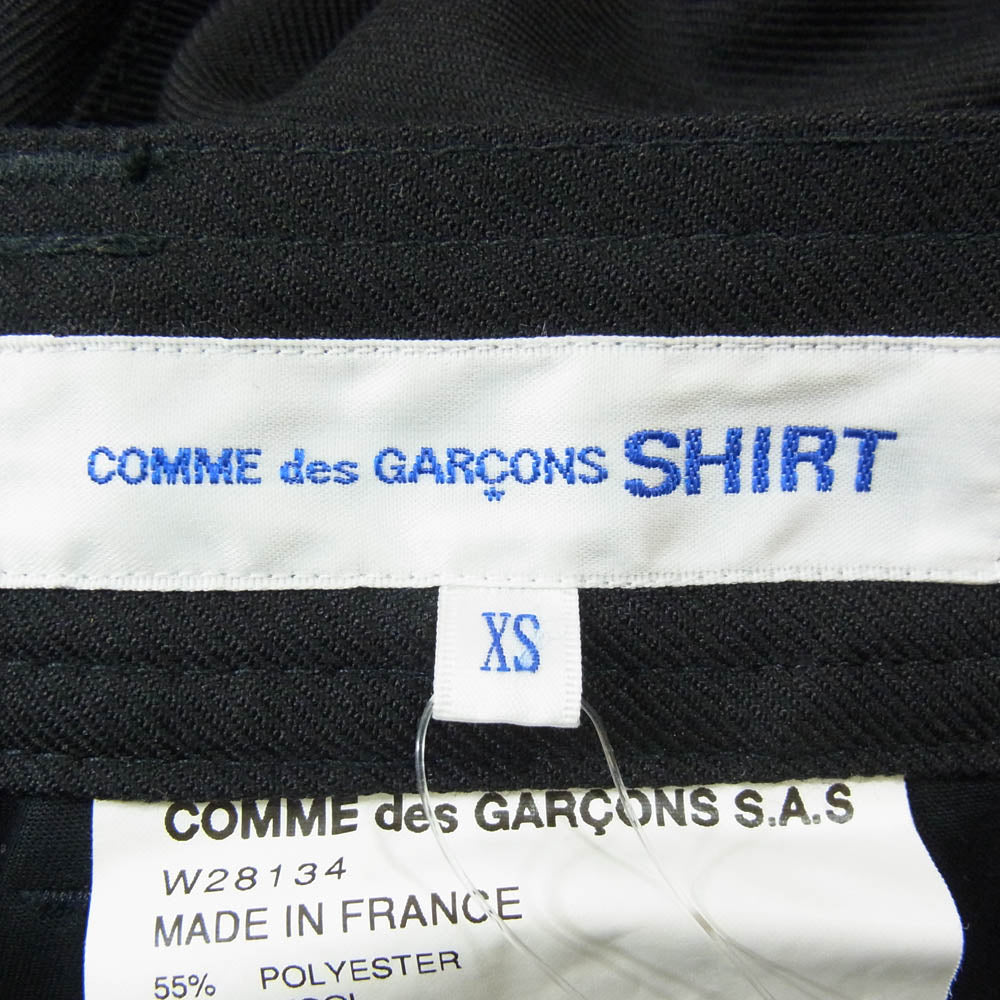 COMME des GARÇONS SHIRT
XS
COMME des GARÇONS S.A.S
W28134
MADE IN FRANCE
55% POLYESTER